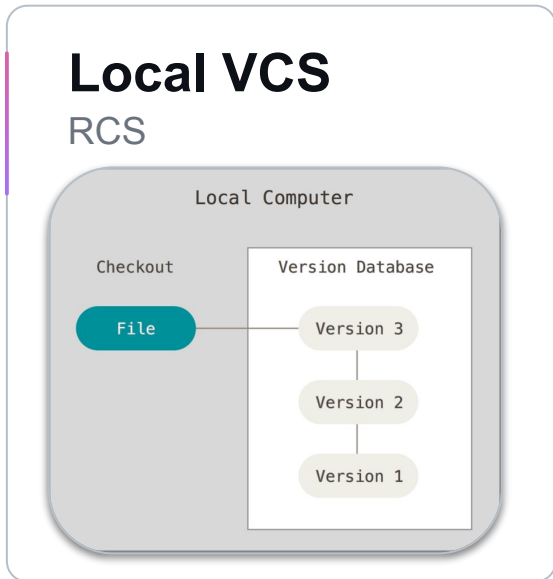 Local VCS
RCS
Local Computer
Checkout
Version Database
File
Version 3
Version 2
Version 1